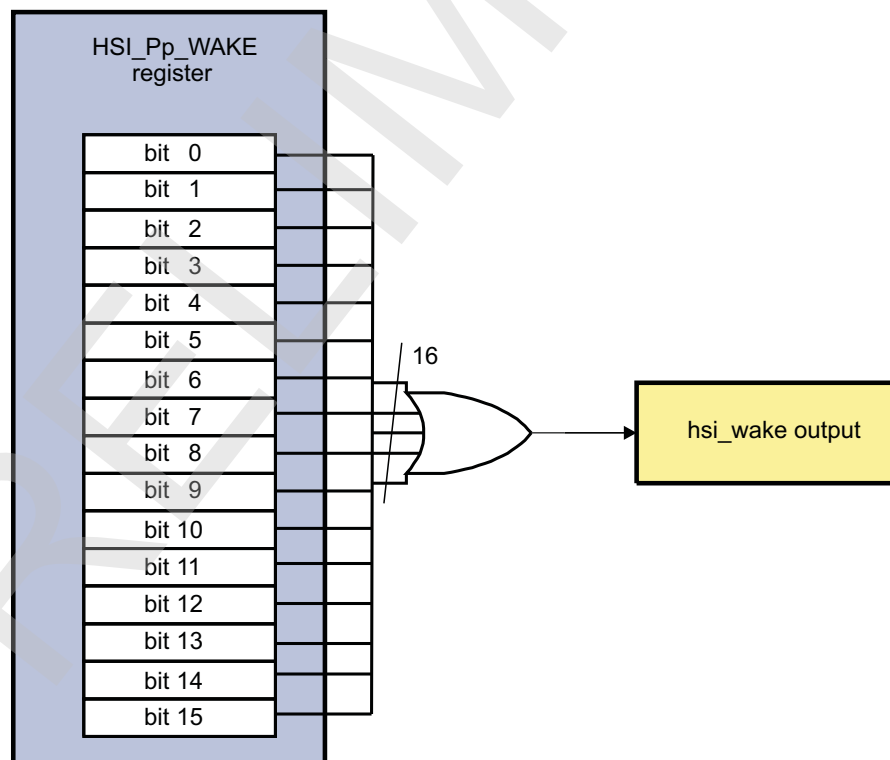 HSI_Pp_WAKE
register
bit 0
bit 1
bit 2
bit 3
bit 4
bit 5
bit 6
bit 7
bit 8
bit 9
bit 10
bit 11
bit 12
bit 13
bit 14
bit 15
16
hsi_wake output
RELIM